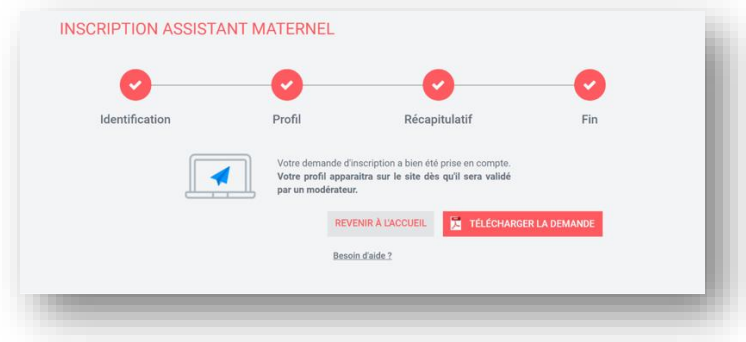 INSCRIPTION ASSISTANT MATERNEL
Identification
Profil
Récapitulatif
Fin
Votre demande d'inscription a bien été prise en compte.
Votre profil apparaitra sur le site dès qu'il sera validé
par un modérateur.
REVENIR À L'ACCUEIL
TÉLÉCHARGER LA DEMANDE
Besoin d'aide ?